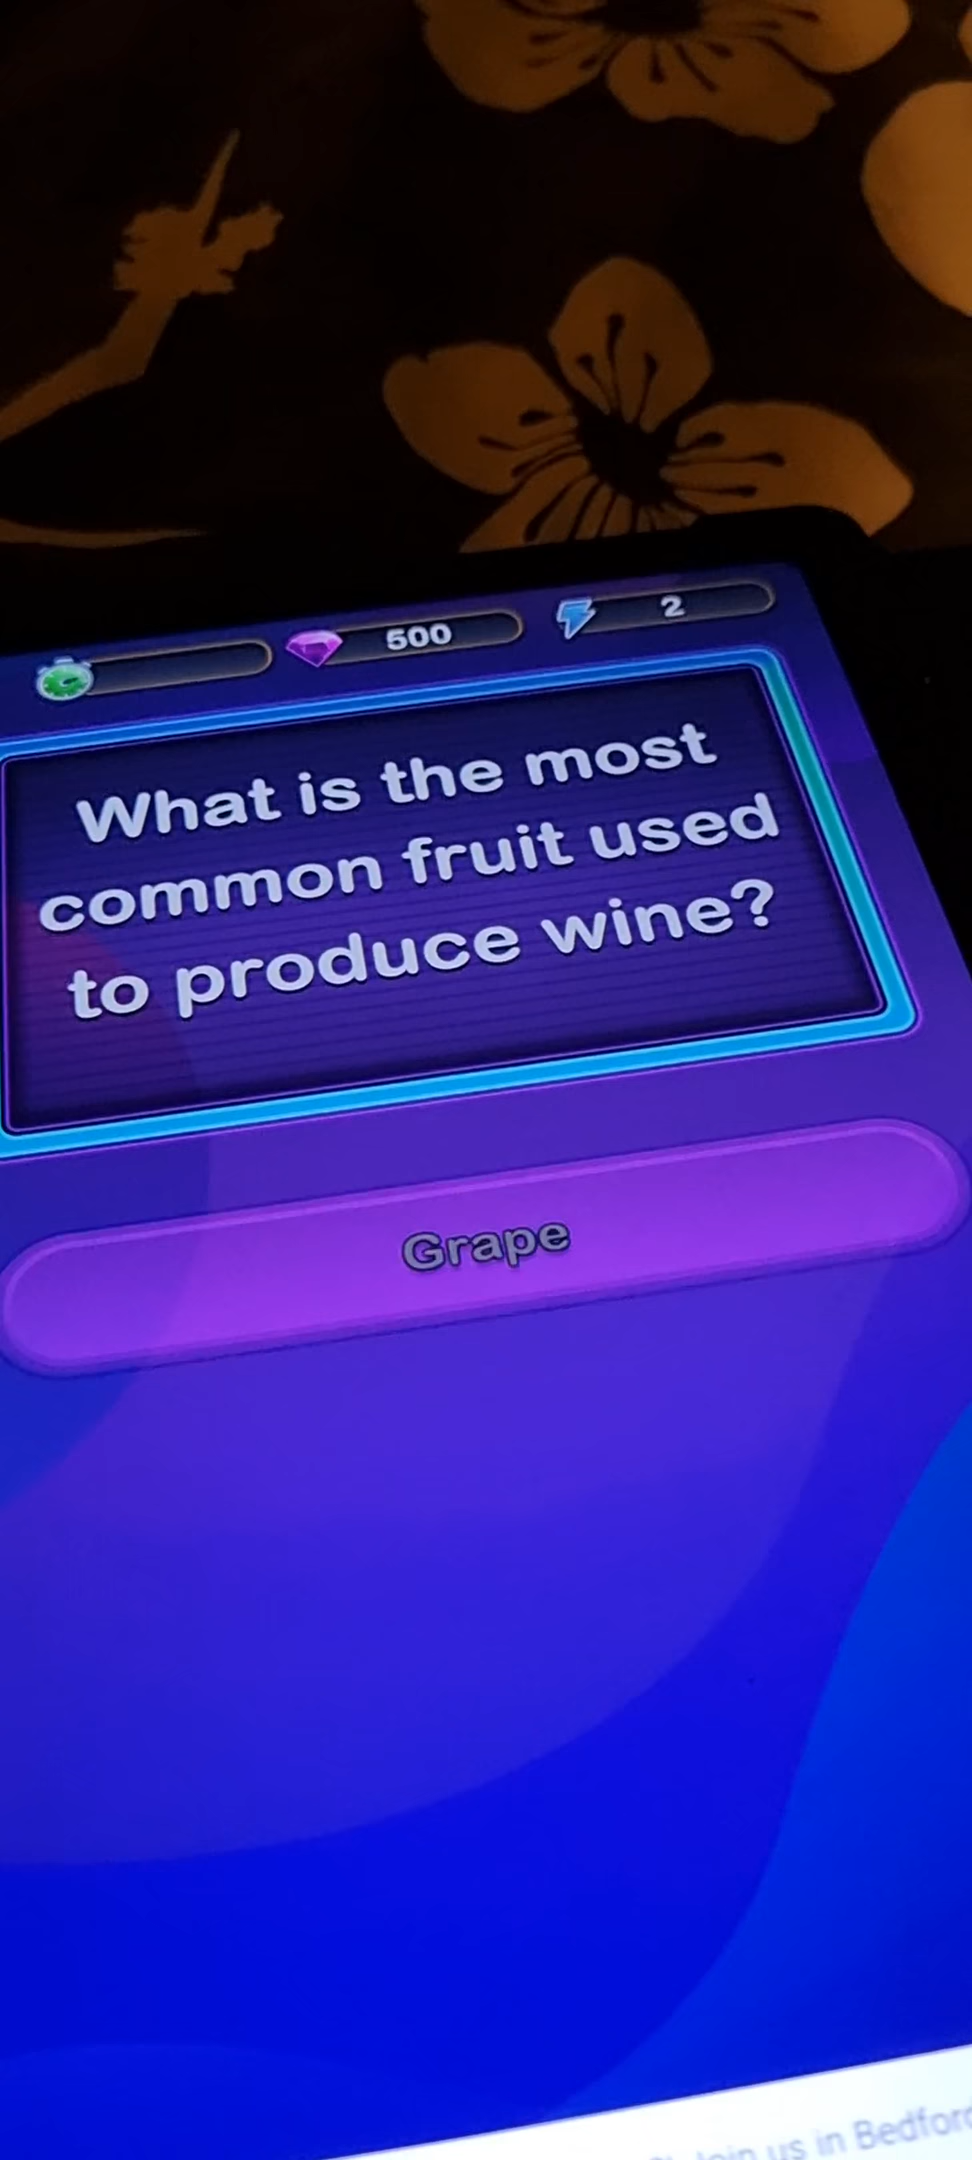 500
2
What is the most
common fruit used
to produce wine?
Grape
Join us in Bedford